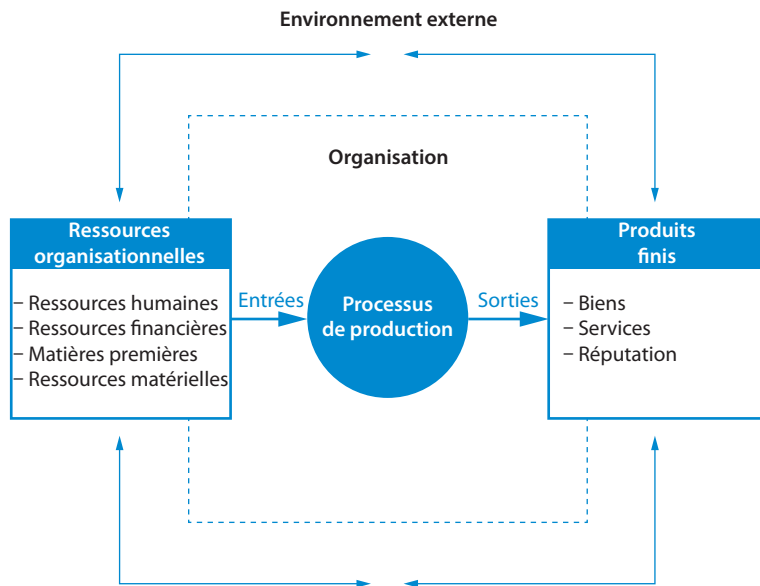 Environnement externe
Organisation
Ressources
organisationnelles
– Ressources humaines
– Ressources financières
– Matières premières
– Ressources matérielles
Entrées
Processus
de production
Sorties
Produits
finis
– Biens
– Services
– Réputation